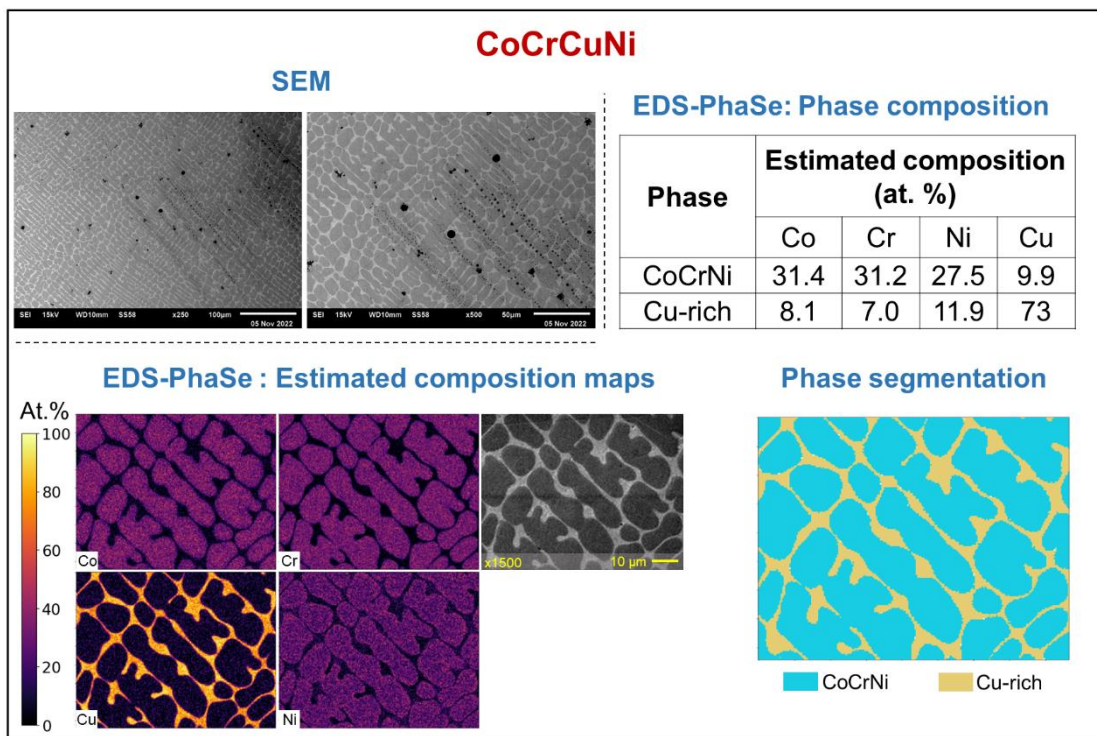 CoCrCuNi
SEM
SEI 15kV WD10mm SS58 x250 100µm
05 Nov 2022
SEI 15kV WD10mm SS58 x500 50µm
05 Nov 2022
EDS-PhaSe: Phase composition
Phase Estimated composition
(at. %)
Co Cr Ni Cu
CoCrNi 31.4 31.2 27.5 9.9
Cu-rich 8.1 7.0 11.9 73
EDS-PhaSe : Estimated composition maps
At.%
100
80
60
40
20
0
Co
Cr
x1500 10 µm
Cu
Ni
Phase segmentation
CoCrNi Cu-rich